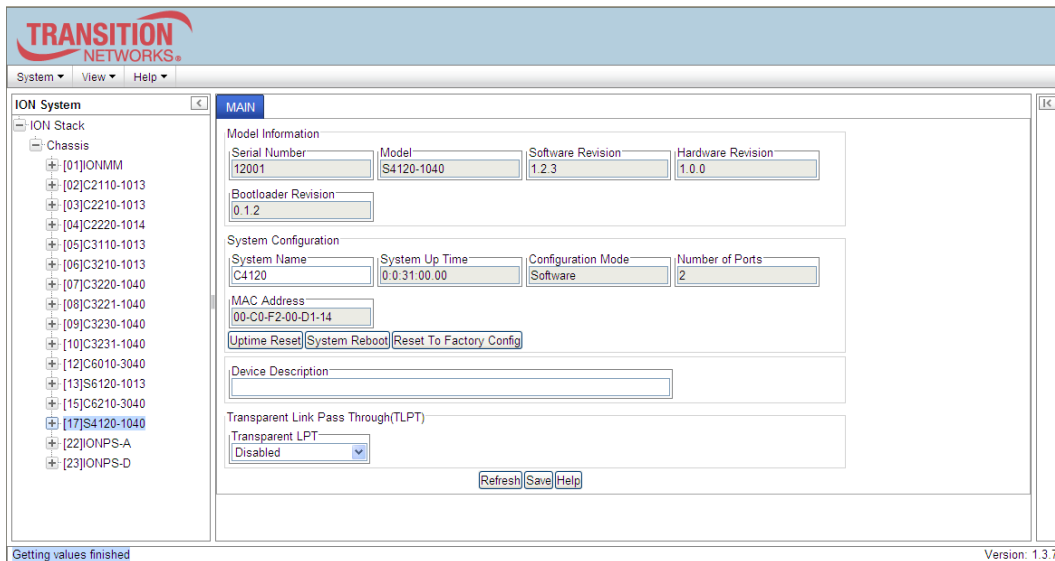 TRANSITION
NETWORKS®
System View Help
ION System
ION Stack
Chassis
[01]IONMM
[02]C2110-1013
[03]C2210-1013
[04]C2220-1014
[05]C3110-1013
[06]C3210-1013
[07]C3220-1040
[08]C3221-1040
[09]C3230-1040
[10]C3231-1040
[12]C6010-3040
[13]S6120-1013
[15]C6210-3040
[17]S4120-1040
[22]IONPS-A
[23]IONPS-D
MAIN
Model Information
Serial Number Model Software Revision Hardware Revision
12001 S4120-1040 1.2.3 1.0.0
Bootloader Revision
0.1.2
System Configuration
System Name System Up Time Configuration Mode Number of Ports
C4120 0:0:31:00.00 Software 2
MAC Address
00-C0-F2-00-D1-14
Uptime Reset System Reboot Reset To Factory Config
Device Description
Transparent Link Pass Through(TLPT)
Transparent LPT
Disabled
Refresh Save Help
Getting values finished
Version: 1.3.7